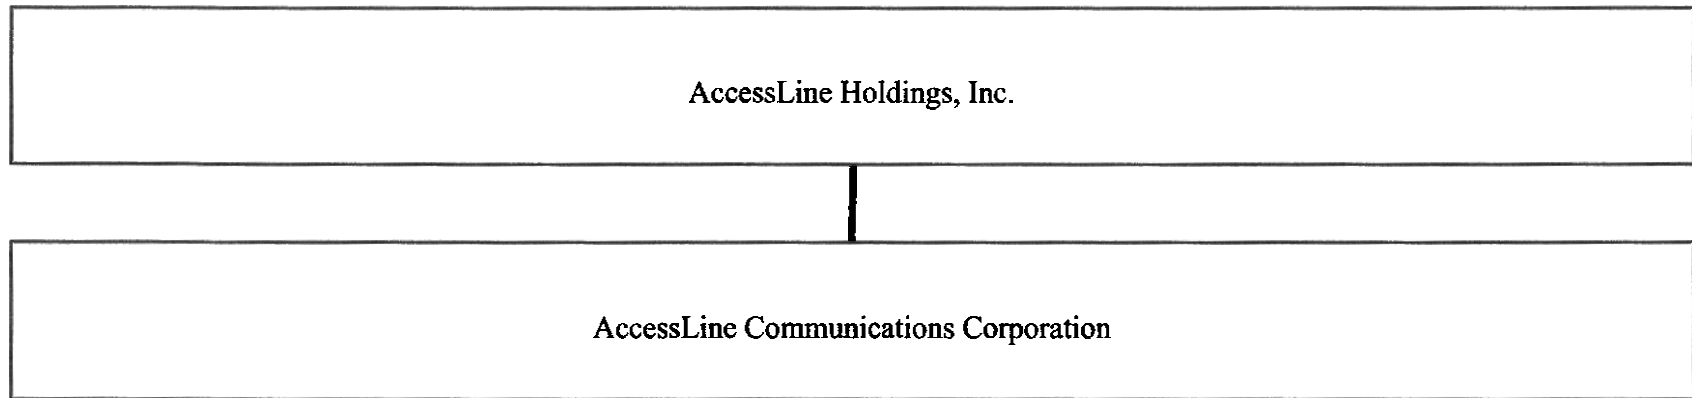 AccessLine Holdings, Inc.
AccessLine Communications Corporation